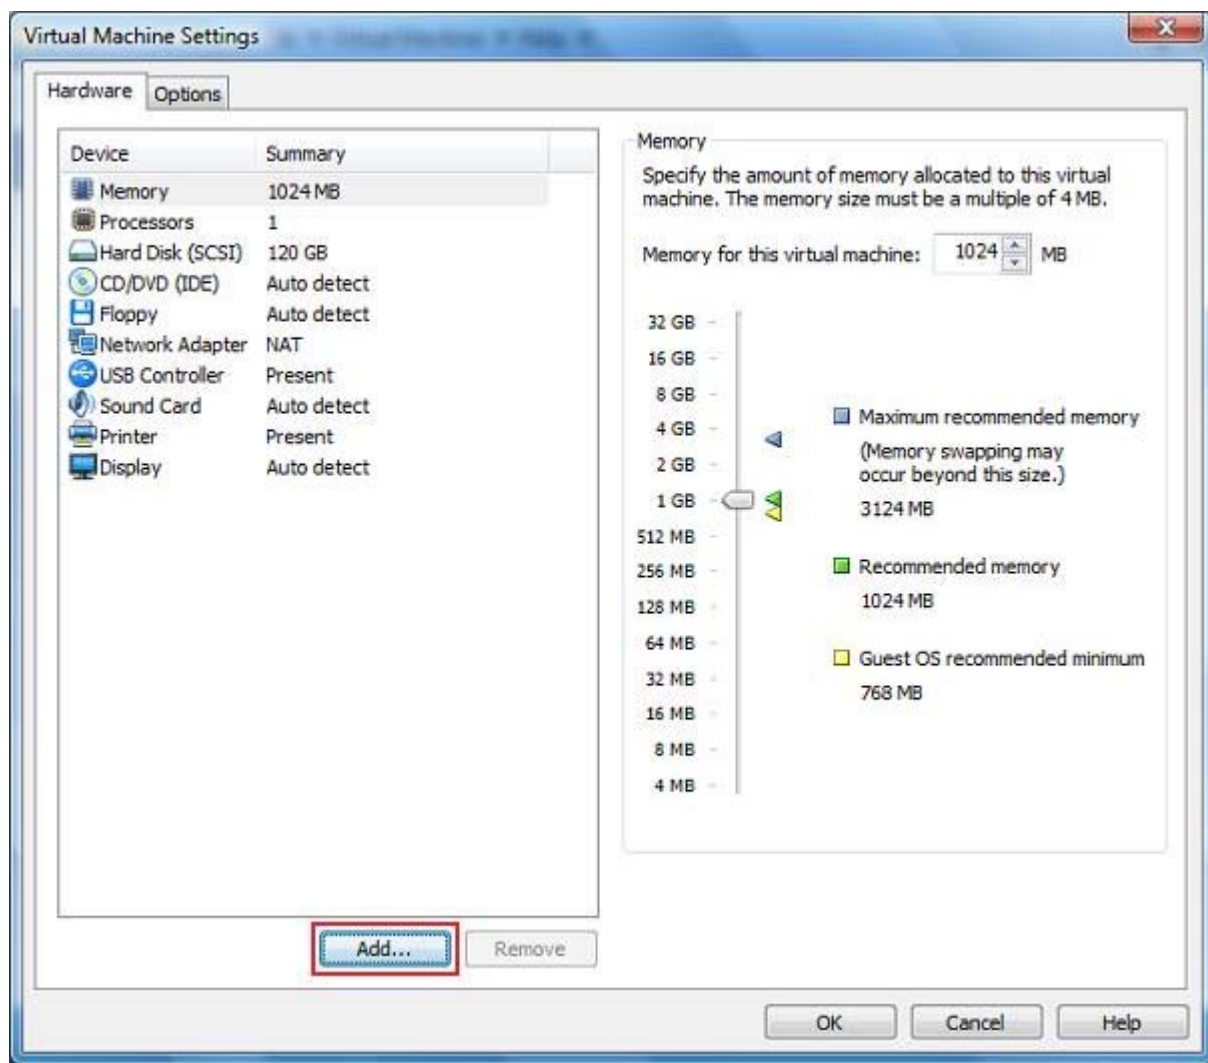 Virtual Machine Settings
Hardware
Options
Device Summary
Memory 1024 MB
Processors 1
Hard Disk (SCSI) 120 GB
CD/DVD (IDE) Auto detect
Floppy Auto detect
Network Adapter NAT
USB Controller Present
Sound Card Auto detect
Printer Present
Display Auto detect
Add...
Remove
Memory
Specify the amount of memory allocated to this virtual
machine. The memory size must be a multiple of 4 MB.
Memory for this virtual machine: 1024 MB
32 GB
16 GB
8 GB
4 GB
2 GB
1 GB
512 MB
256 MB
128 MB
64 MB
32 MB
16 MB
8 MB
4 MB
Maximum recommended memory
(Memory swapping may
occur beyond this size.)
3124 MB
Recommended memory
1024 MB
Guest OS recommended minimum
768 MB
OK
Cancel
Help